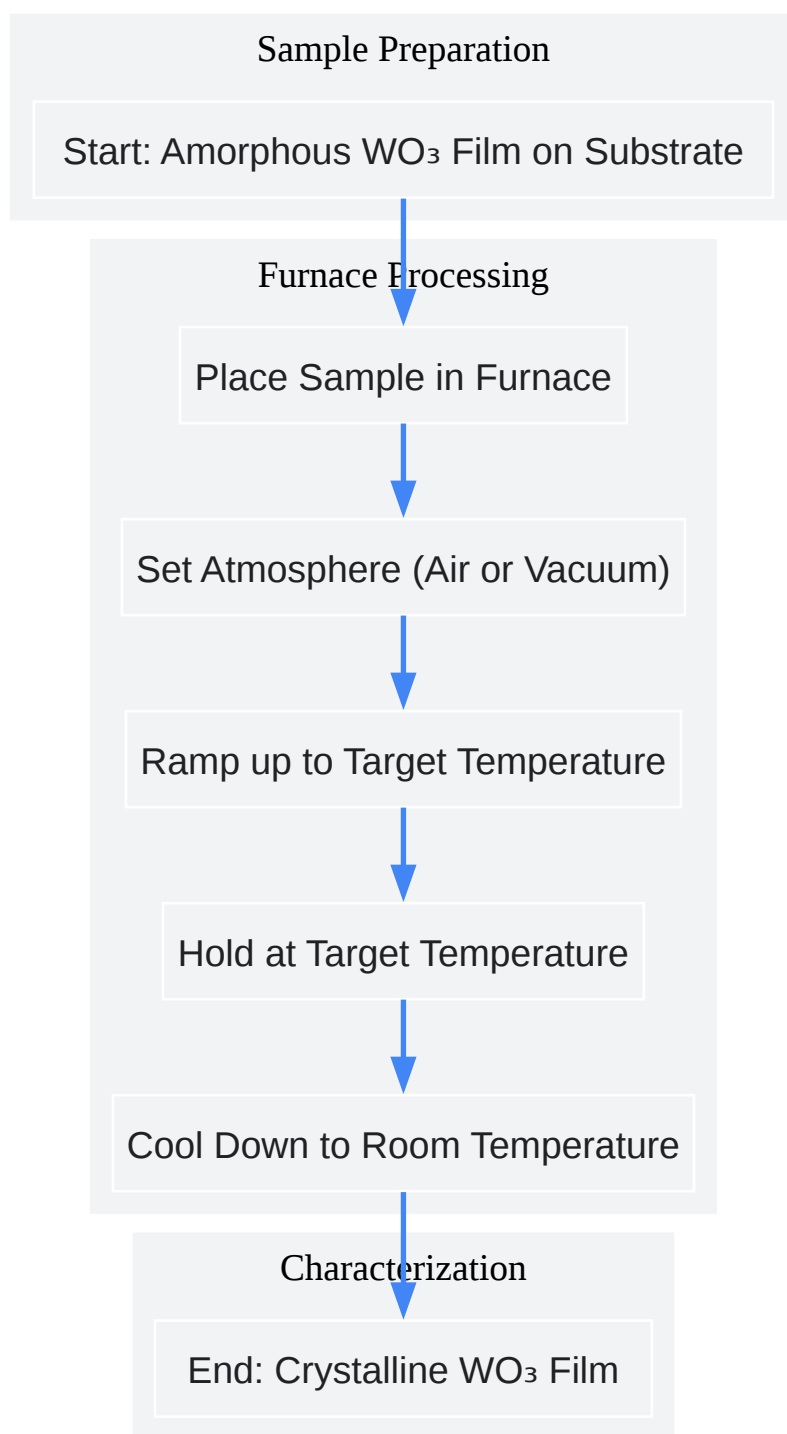 Sample Preparation
Start: Amorphous WO₃ Film on Substrate
Furnace Processing
Place Sample in Furnace
Set Atmosphere (Air or Vacuum)
Ramp up to Target Temperature
Hold at Target Temperature
Cool Down to Room Temperature
Characterization
End: Crystalline WO₃ Film